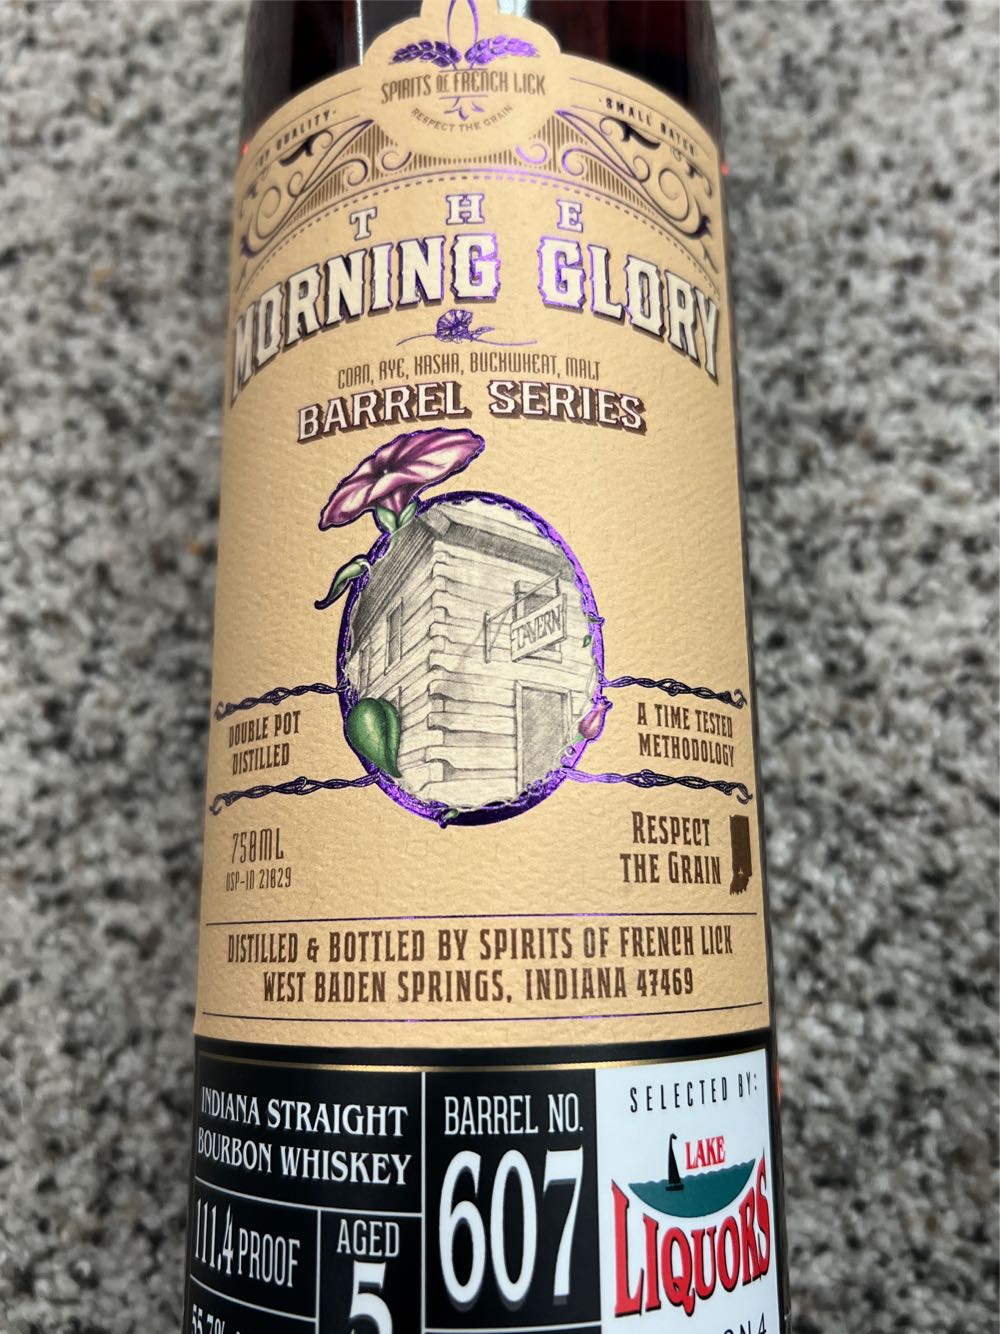 SPIRITS OF FRENCH LICK
RESPECT THE GRAIN
TOP QUALITY
SMALL BATCH
THE
MORNING GLORY
CORN, RYE, KASHA, BUCKWHEAT, MALT
BARREL SERIES
TAVERN
DOUBLE POT
DISTILLED
A TIME TESTED
METHODOLOGY
750ML
DSP-IN 21029
RESPECT
THE GRAIN
DISTILLED & BOTTLED BY SPIRITS OF FRENCH LICK
WEST BADEN SPRINGS, INDIANA 47469
INDIANA STRAIGHT
BOURBON WHISKEY
111.4 PROOF
AGED
5
BARREL NO.
607
SELECTED BY:
LAKE
LIQUORS